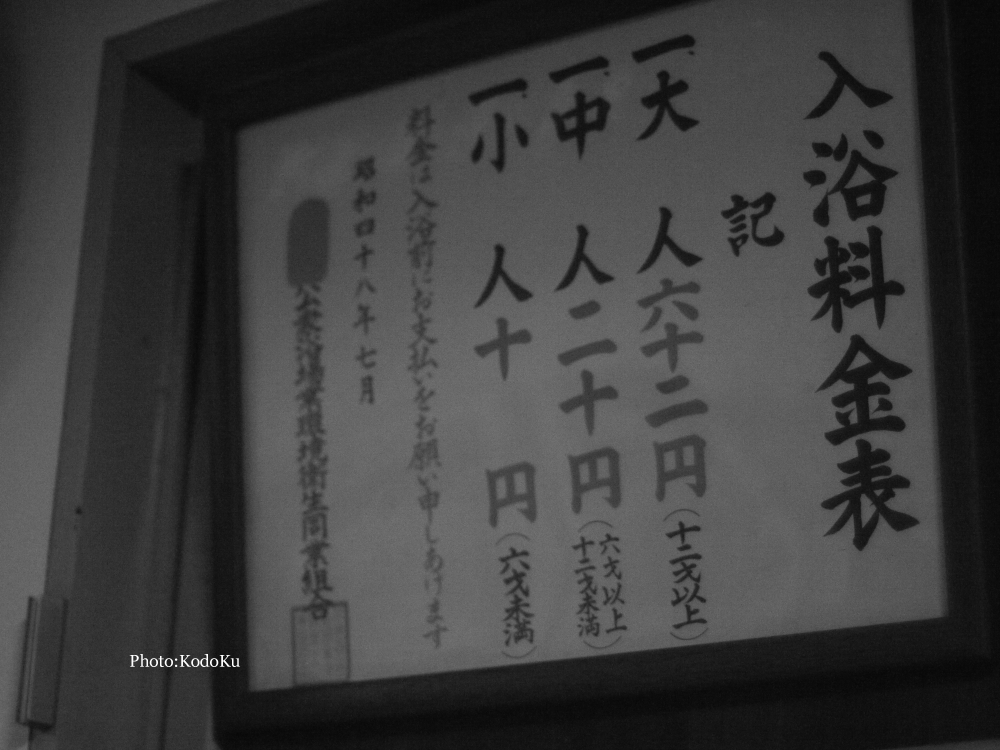 入浴料金表
記
一大 人六十二円(十二才以上)
一中 人二十円(六才以上
十二才未満)
一小 人十 円(六才未満)
料金は入浴前にお支払いをお願い申しあげます
昭和四十八年七月
公衆浴場業環境衛生同業組合
Photo:KodoKu